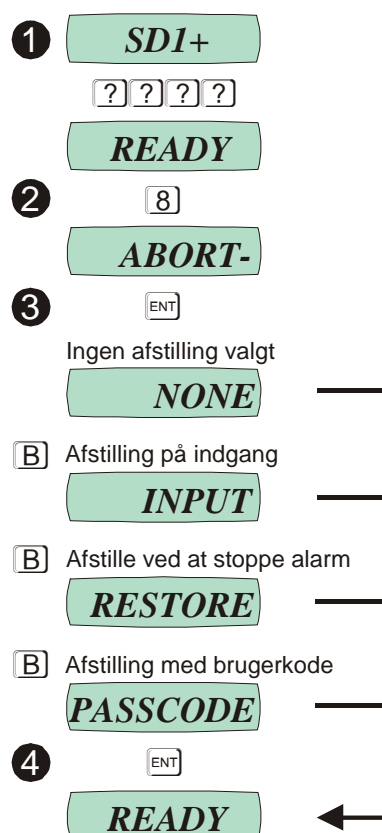 1 SD1+
? ? ? ?
READY
2 8
ABORT-
3 ENT
Ingen afstilling valgt
NONE
B Afstilling på indgang
INPUT
B Afstille ved at stoppe alarm
RESTORE
B Afstilling med brugerkode
PASSCODE
4 ENT
READY